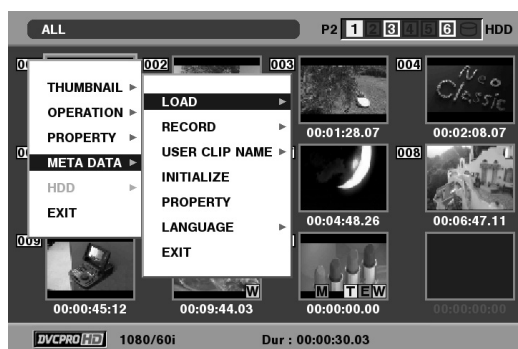 ALL P2 1 2 3 4 5 6 HDD
002 003 004
THUMBNAIL
OPERATION
PROPERTY
META DATA
HDD
EXIT
LOAD
RECORD
USER CLIP NAME
INITIALIZE
PROPERTY
LANGUAGE
EXIT
Neo
Classic
00:01:28.07 00:02:08.07
008
00:04:48.26 00:06:47.11
009
W M T E W
00:00:45:12 00:09:44.03 00:00:00.00 00:00:00:00
DVCPRO HD 1080/60i Dur : 00:00:30.03